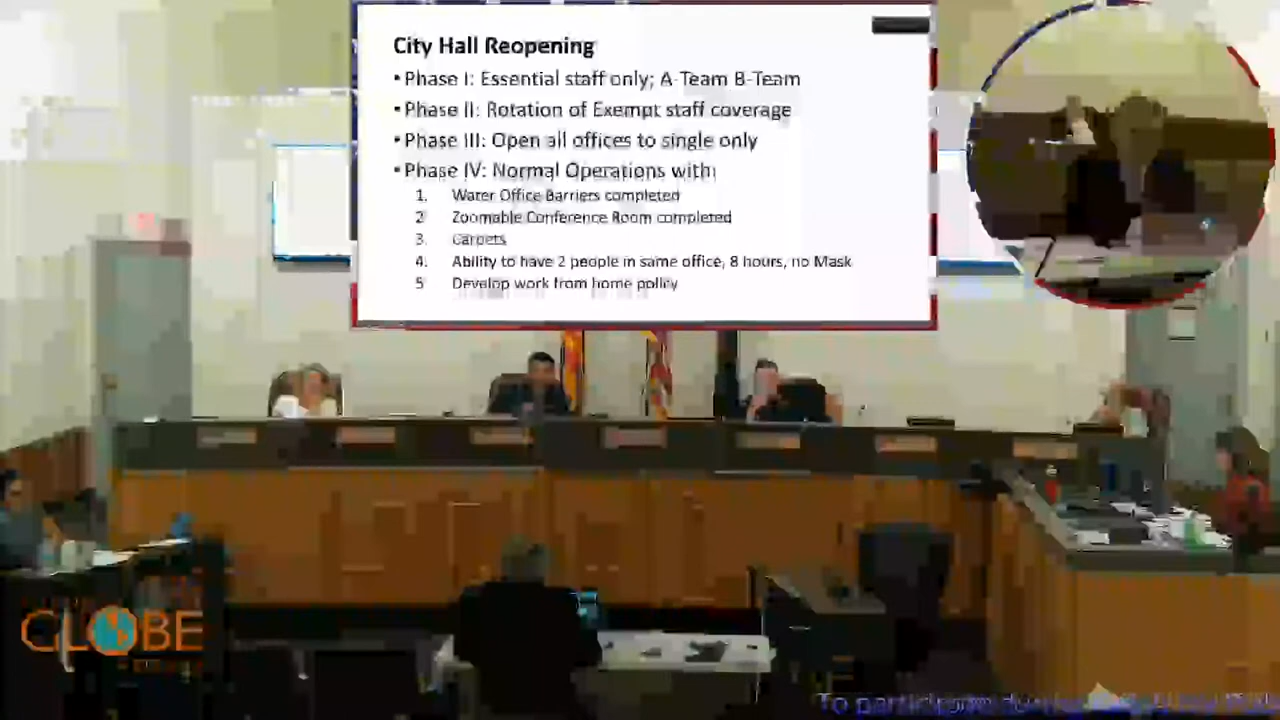 City Hall Reopening
• Phase I: Essential staff only; A-Team B-Team
• Phase II: Rotation of Exempt staff coverage
• Phase III: Open all offices to single only
• Phase IV: Normal Operations with:
1. Water Office Barriers completed
2 Zoomable Conference Room completed
3. Carpets
4. Ability to have 2 people in same office, 8 hours, no Mask
5 Develop work from home policy
GLOBE
To participate